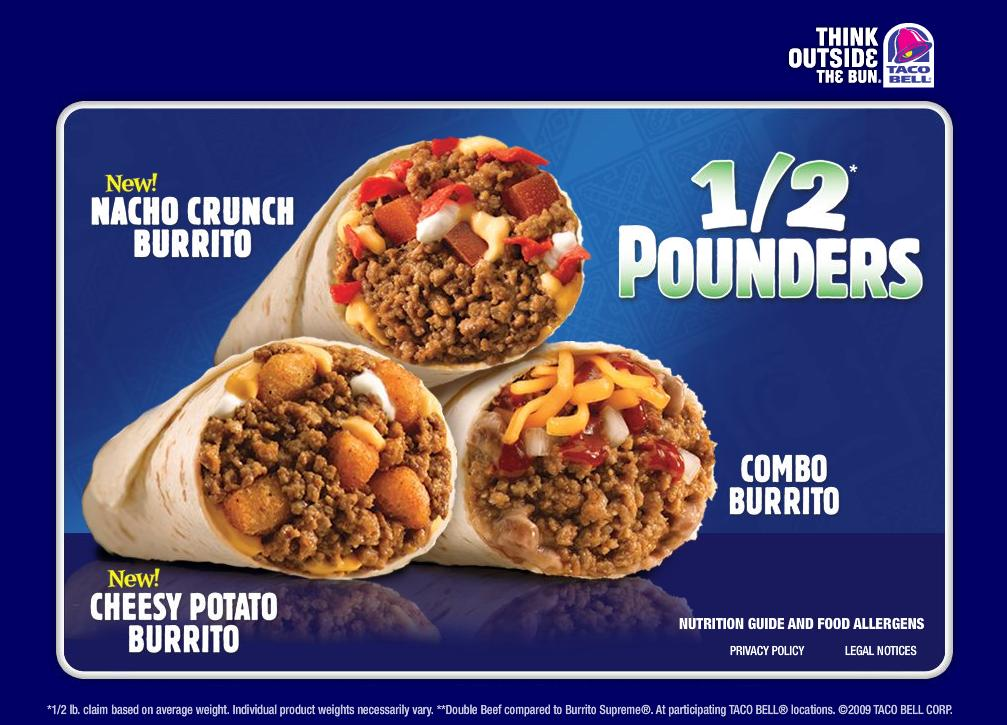 THINK
OUTSIDE
THE BUN.
TACO
BELL
New!
NACHO CRUNCH
BURRITO
1/2*
POUNDERS
COMBO
BURRITO
New!
CHEESY POTATO
BURRITO
NUTRITION GUIDE AND FOOD ALLERGENS
PRIVACY POLICY LEGAL NOTICES
*1/2 lb. claim based on average weight. Individual product weights necessarily vary. **Double Beef compared to Burrito Supreme®. At participating TACO BELL® locations. ©2009 TACO BELL CORP.